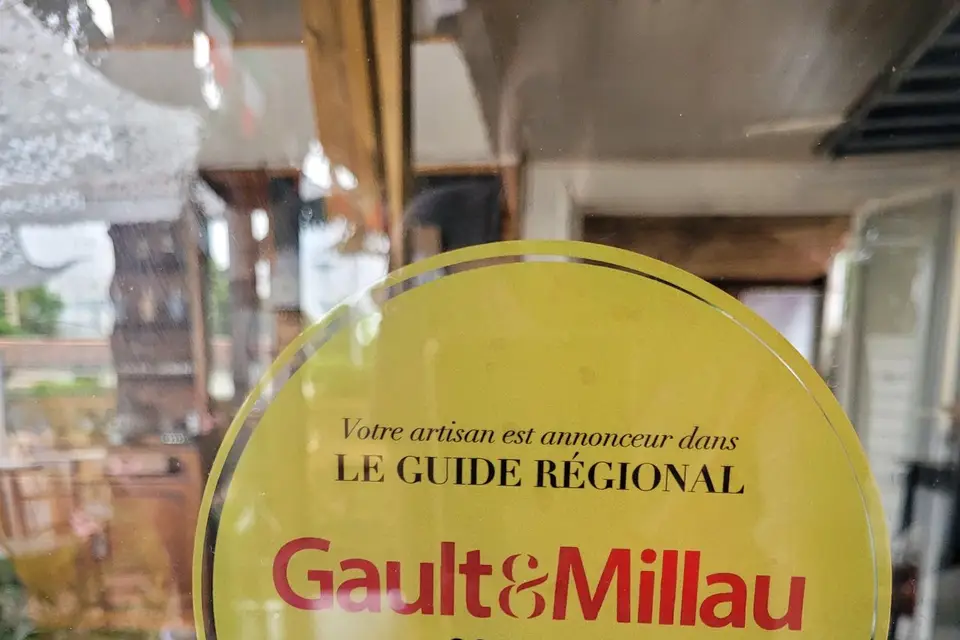 Votre artisan est annonceur dans
LE GUIDE RÉGIONAL
Gault&Millau